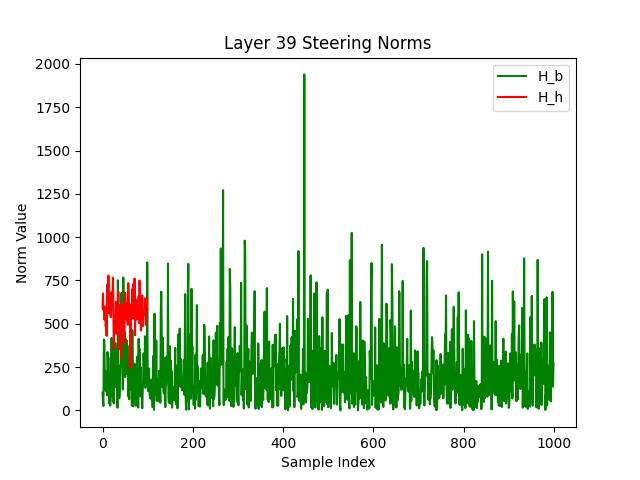 Layer 39 Steering Norms
H_b
H_h
Norm Value
2000
1750
1500
1250
1000
750
500
250
0
0 200 400 600 800 1000
Sample Index